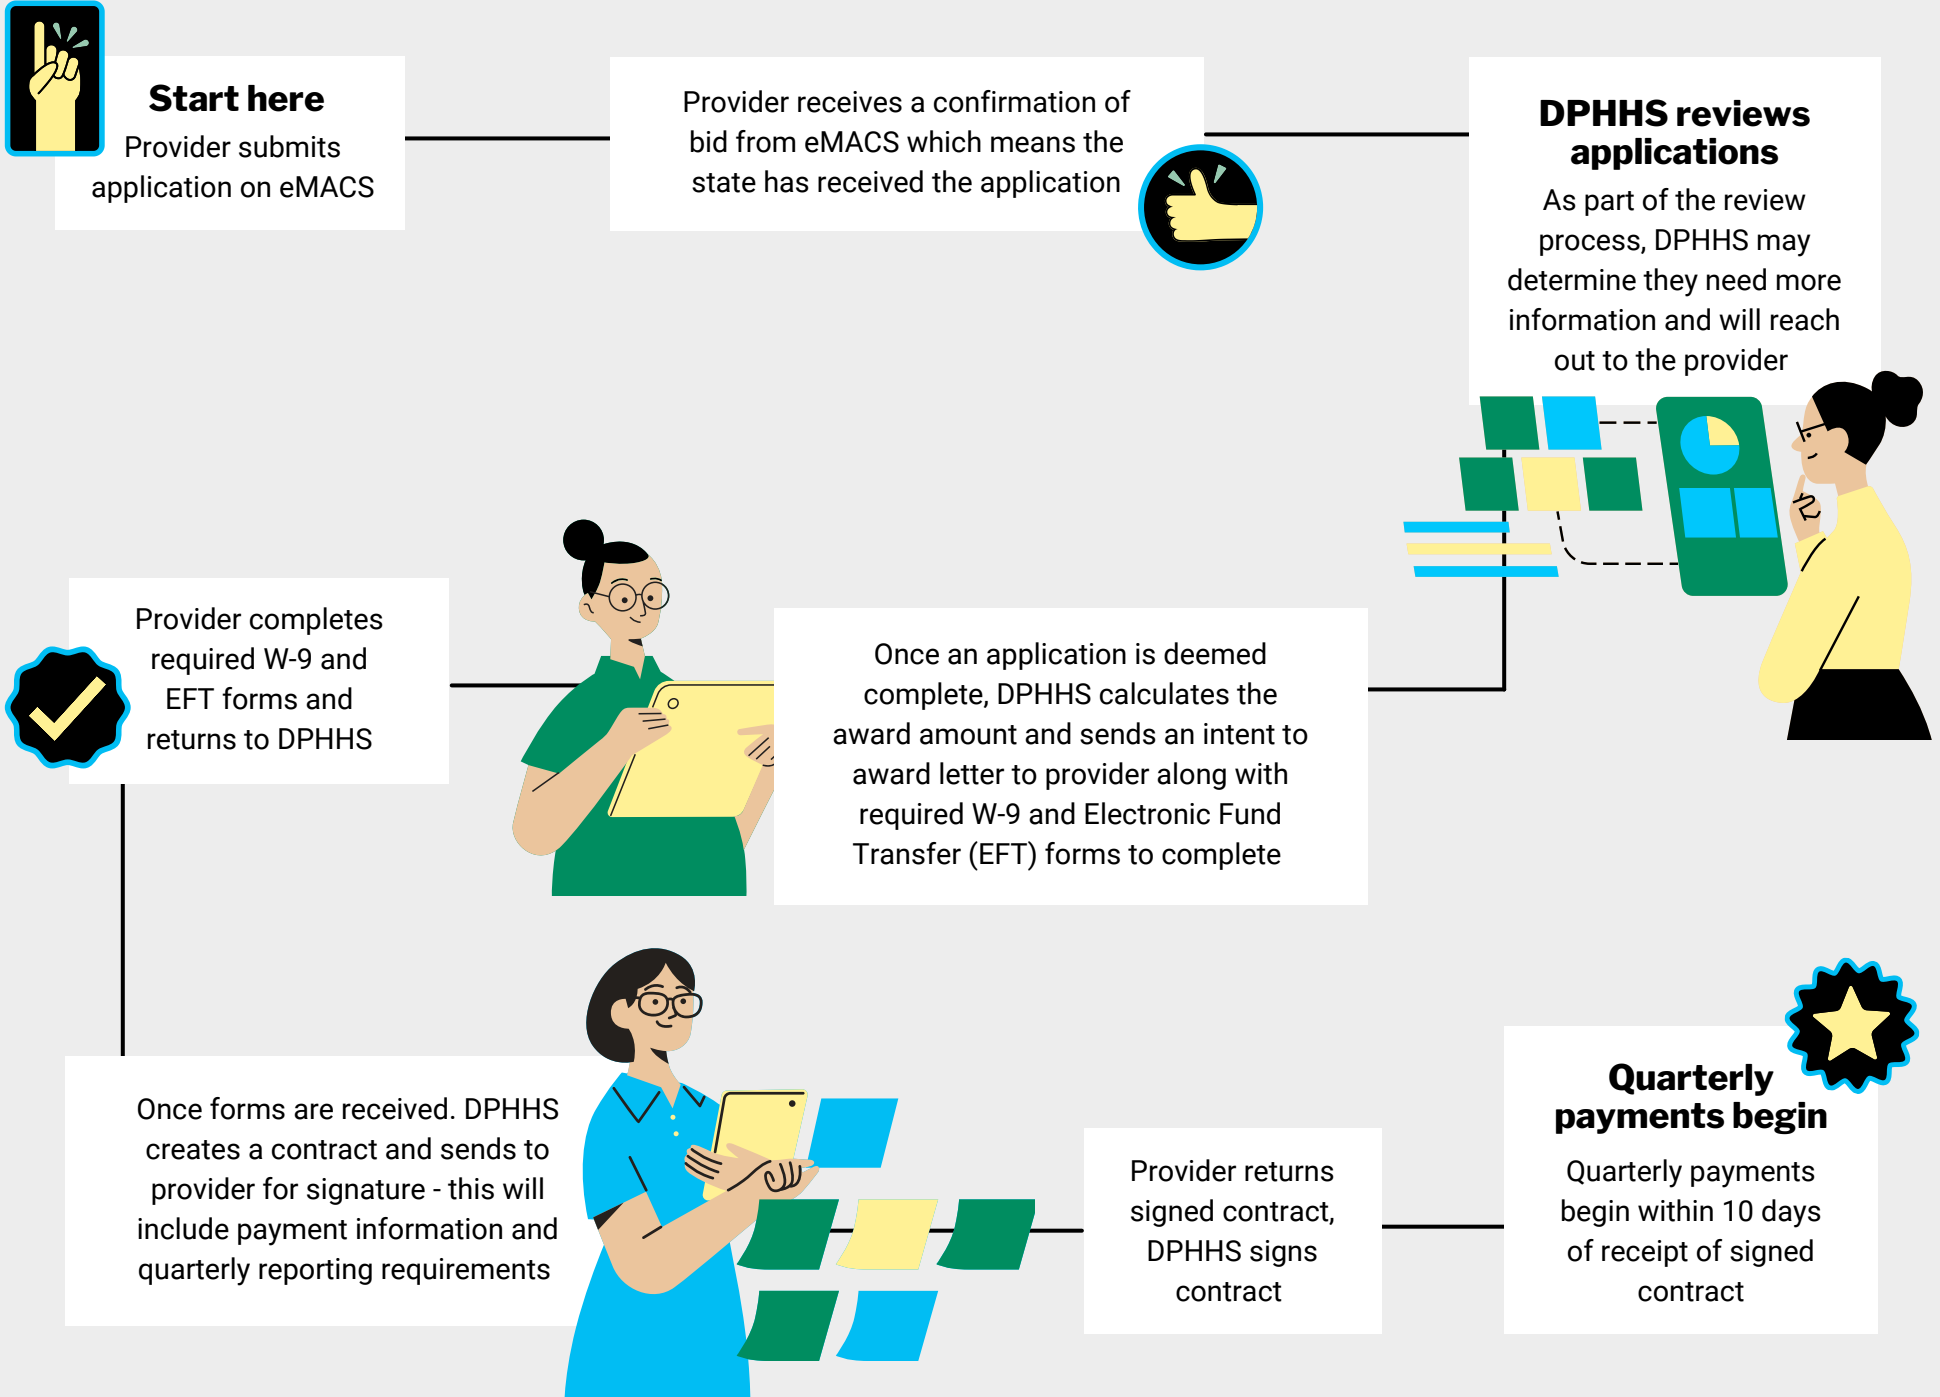 Start here
Provider submits
application on eMACS
Provider receives a confirmation of
bid from eMACS which means the
state has received the application
DPHHS reviews
applications
As part of the review
process, DPHHS may
determine they need more
information and will reach
out to the provider
Once an application is deemed
complete, DPHHS calculates the
award amount and sends an intent to
award letter to provider along with
required W-9 and Electronic Fund
Transfer (EFT) forms to complete
Provider completes
required W-9 and
EFT forms and
returns to DPHHS
Once forms are received. DPHHS
creates a contract and sends to
provider for signature - this will
include payment information and
quarterly reporting requirements
Provider returns
signed contract,
DPHHS signs
contract
Quarterly
payments begin
Quarterly payments
begin within 10 days
of receipt of signed
contract